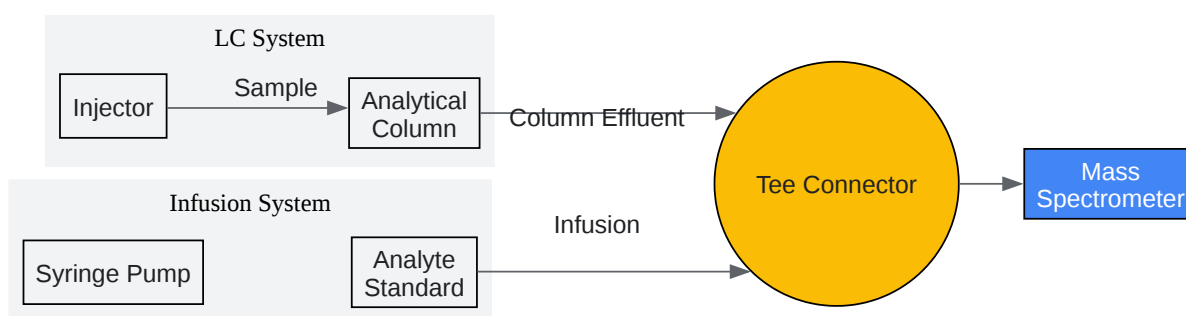 LC System
Injector
Sample
Analytical
Column
Column Effluent
Tee Connector
Mass
Spectrometer
Infusion System
Syringe Pump
Analyte
Standard
Infusion